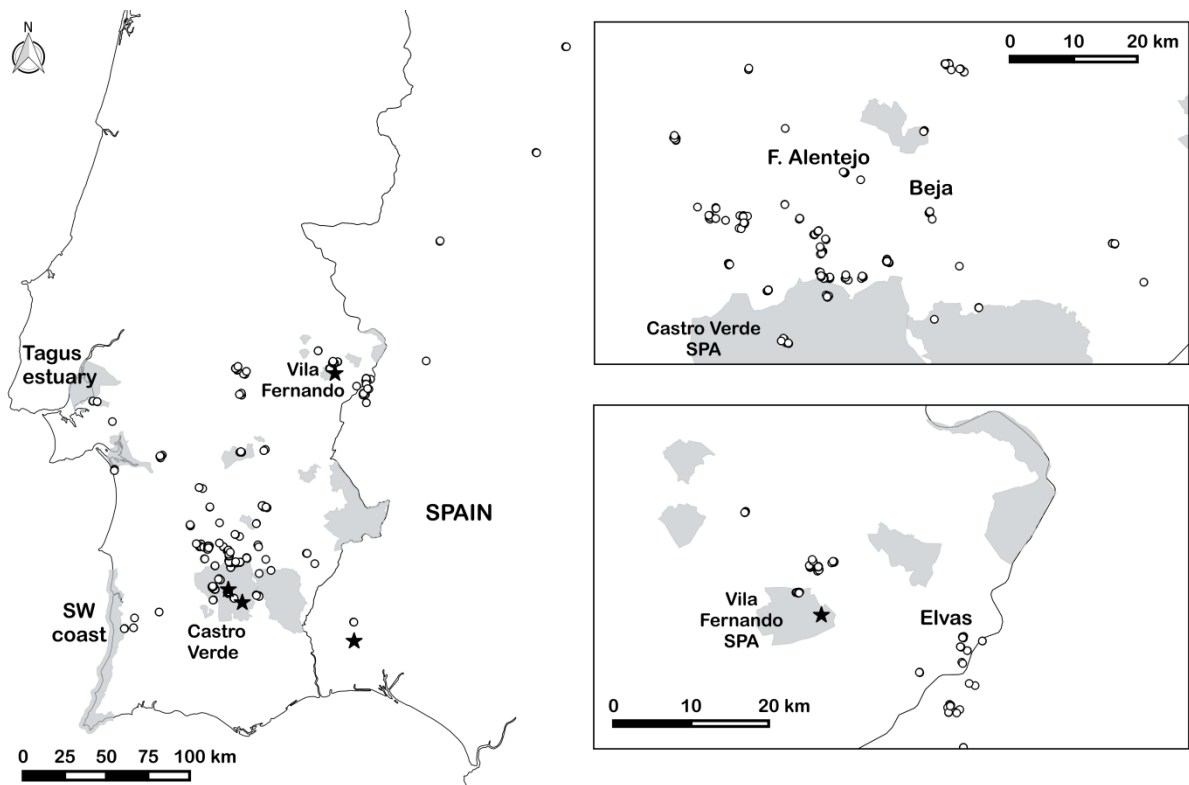 N
Tagus
estuary
Vila
Fernando
SPAIN
SW
coast
Castro
Verde
0 25 50 75 100 km
0 10 20 km
F. Alentejo
Beja
Castro Verde
SPA
Vila
Fernando
SPA
Elvas
0 10 20 km